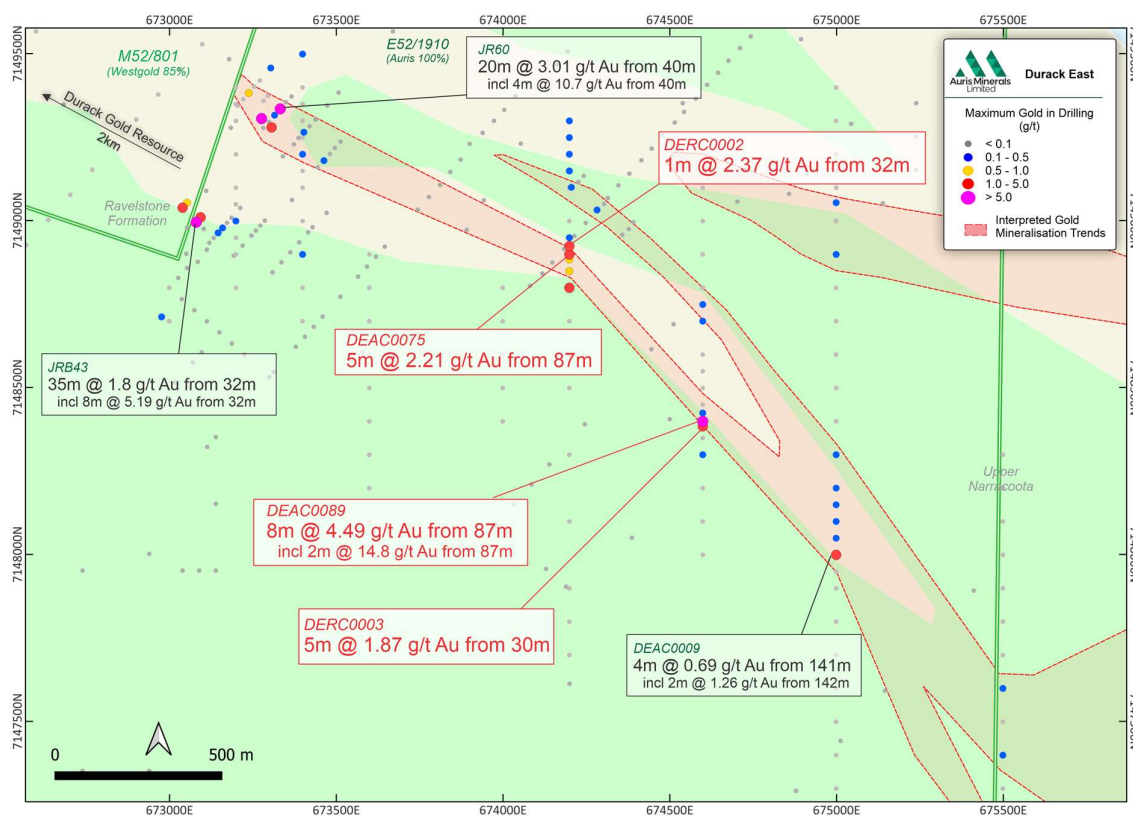 673000E
673500E
674000E
674500E
675000E
675500E
7149500N
7149000N
7148500N
7148000N
7147500N
M52/801
(Westgold 85%)
E52/1910
(Auris 100%)
Durack Gold Resource
2km
Ravelstone
Formation
JR60
20m @ 3.01 g/t Au from 40m
incl 4m @ 10.7 g/t Au from 40m
DERC0002
1m @ 2.37 g/t Au from 32m
Auris Minerals
Limited
Durack East
Maximum Gold in Drilling
(g/t)
< 0.1
0.1 - 0.5
0.5 - 1.0
1.0 - 5.0
> 5.0
Interpreted Gold
Mineralisation Trends
DEAC0075
5m @ 2.21 g/t Au from 87m
JRB43
35m @ 1.8 g/t Au from 32m
incl 8m @ 5.19 g/t Au from 32m
Upper
Narracoota
DEAC0089
8m @ 4.49 g/t Au from 87m
incl 2m @ 14.8 g/t Au from 87m
DERC0003
5m @ 1.87 g/t Au from 30m
DEAC0009
4m @ 0.69 g/t Au from 141m
incl 2m @ 1.26 g/t Au from 142m
0
500 m
673000E
673500E
674000E
674500E
675000E
675500E